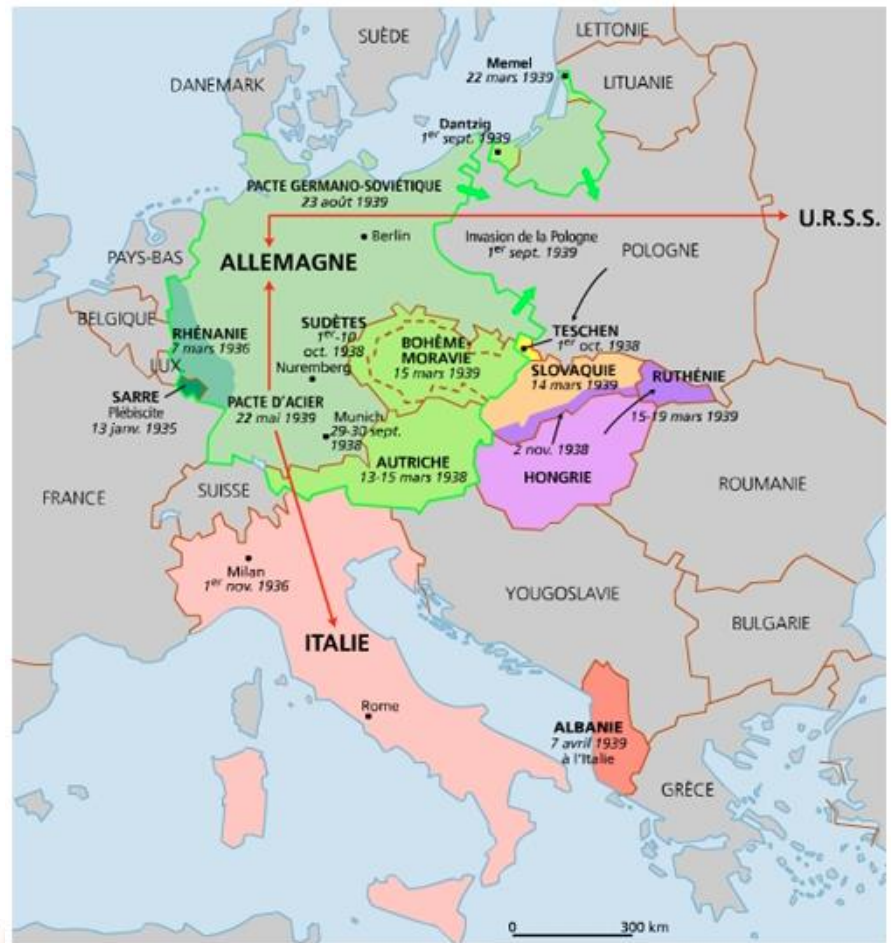 SUÈDE
LETTONIE
Memel
22 mars 1939
LITUANIE
DANEMARK
Dantzig
1er sept. 1939
PACTE GERMANO-SOVIÉTIQUE
23 août 1939
U.R.S.S.
Berlin
Invasion de la Pologne
1er sept. 1939
POLOGNE
PAYS-BAS
ALLEMAGNE
BELGIQUE
RHÉNANIE
7 mars 1936
SUDÈTES
1er-10
oct. 1938
Nuremberg
BOHÈME-
MORAVIE
15 mars 1939
TESCHEN
1er oct. 1938
LUX.
SLOVAQUIE
14 mars 1939
RUTHÉNIE
15-19 mars 1939
SARRE
Plébiscite
13 janv. 1935
PACTE D'ACIER
22 mai 1939
Munich
29-30 sept.
1938
2 nov. 1938
AUTRICHE
13-15 mars 1938
HONGRIE
FRANCE
SUISSE
ROUMANIE
Milan
1er nov. 1936
YOUGOSLAVIE
BULGARIE
ITALIE
Rome
ALBANIE
7 avril 1939
à l'Italie
GRÈCE
0 300 km